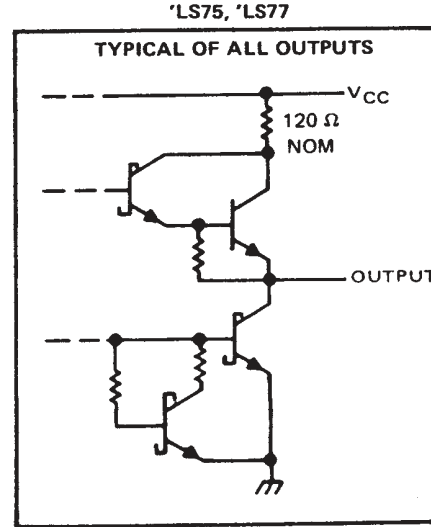 'LS75, 'LS77
TYPICAL OF ALL OUTPUTS
VCC
120 Ω
NOM
OUTPUT